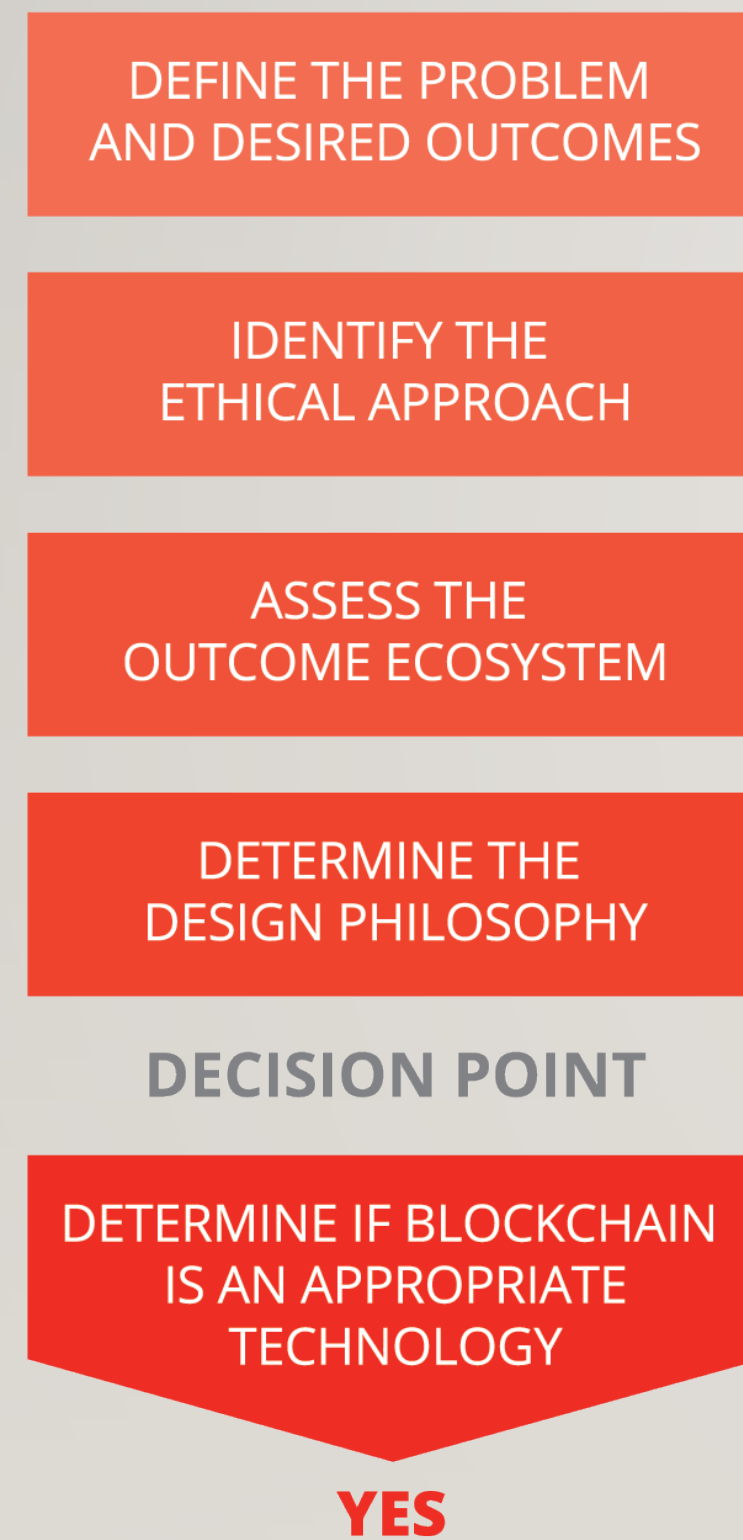 DEFINE THE PROBLEM
AND DESIRED OUTCOMES
IDENTIFY THE
ETHICAL APPROACH
ASSESS THE
OUTCOME ECOSYSTEM
DETERMINE THE
DESIGN PHILOSOPHY
DECISION POINT
DETERMINE IF BLOCKCHAIN
IS AN APPROPRIATE
TECHNOLOGY
YES